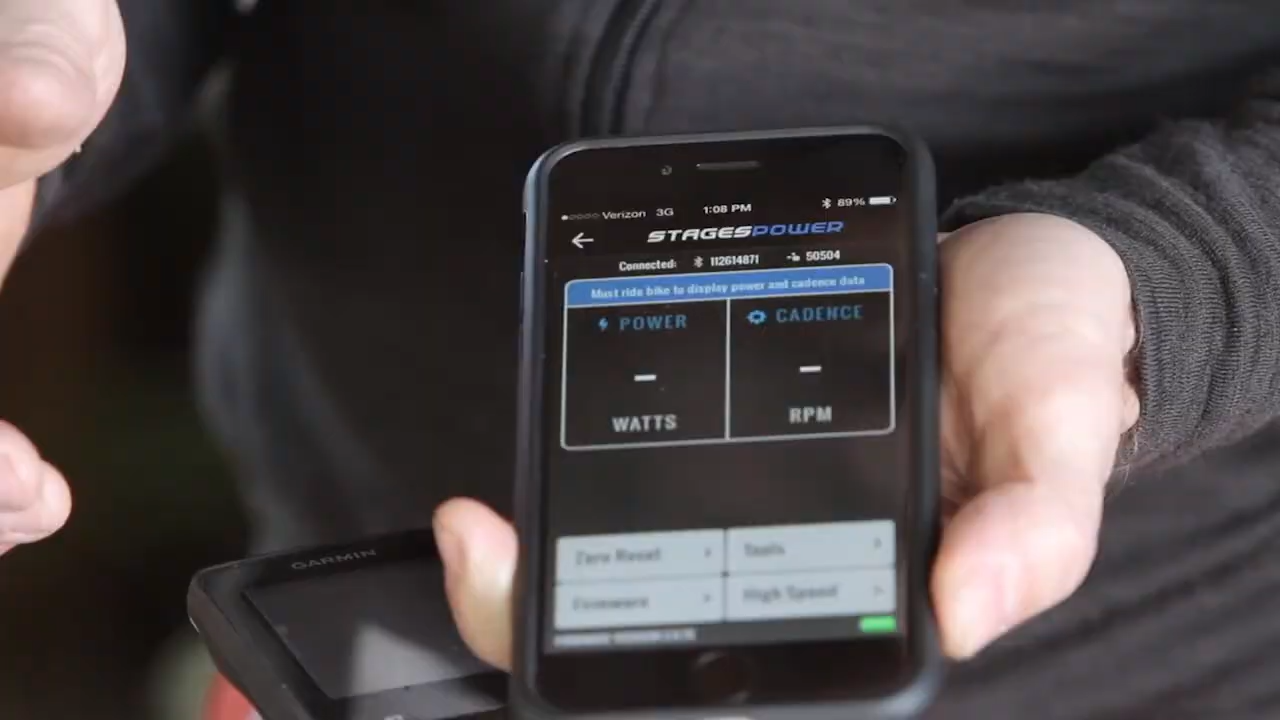 Verizon 3G 1:08 PM 89%
STAGESPOWER
Connected: 112614871 50504
Must ride bike to display power and cadence data
POWER CADENCE
– –
WATTS RPM
Zero Reset Tools
Firmware High Speed
GARMIN